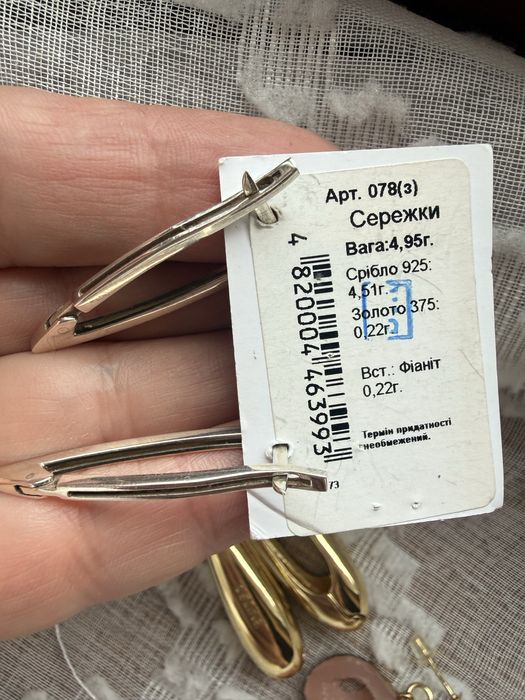 Арт. 078(з)
Сережки
Вага:4,95г.
Срібло 925:
4,51г.
Золото 375:
0,22г.
Вст.: Фіаніт
0,22г.
Термін придатності
необмежений.
4 820004 463993
73